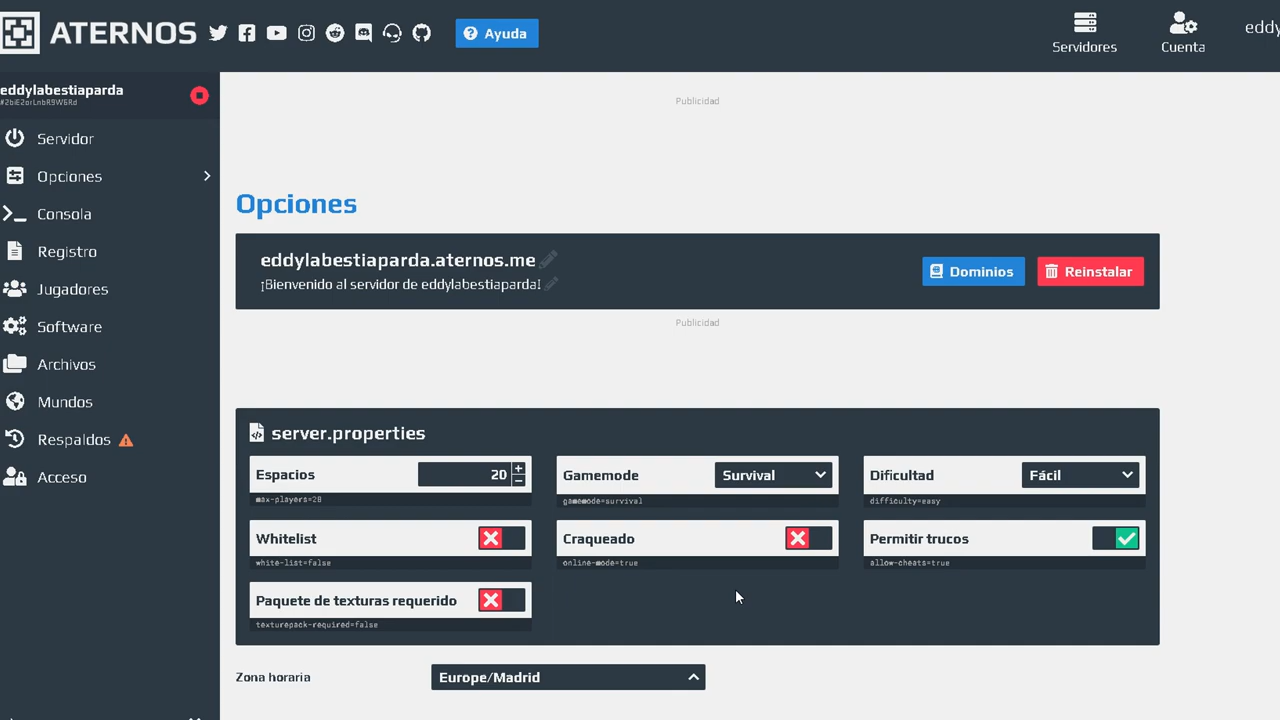 ATERNOS
Ayuda
Servidores
Cuenta
eddy
eddylabestiaparda
Servidor
Opciones
Consola
Registro
Jugadores
Software
Archivos
Mundos
Respaldos
Acceso
Publicidad
Opciones
eddylabestiaparda.aternos.me
¡Bienvenido al servidor de eddylabestiaparda!
Dominios
Reinstalar
Publicidad
server.properties
Espacios
20
max-players=20
Gamemode
Survival
gamemode=survival
Dificultad
Fácil
difficulty=easy
Whitelist
white-list=false
Craqueado
online-mode=true
Permitir trucos
allow-cheats=true
Paquete de texturas requerido
texturepack-required=false
Zona horaria
Europe/Madrid